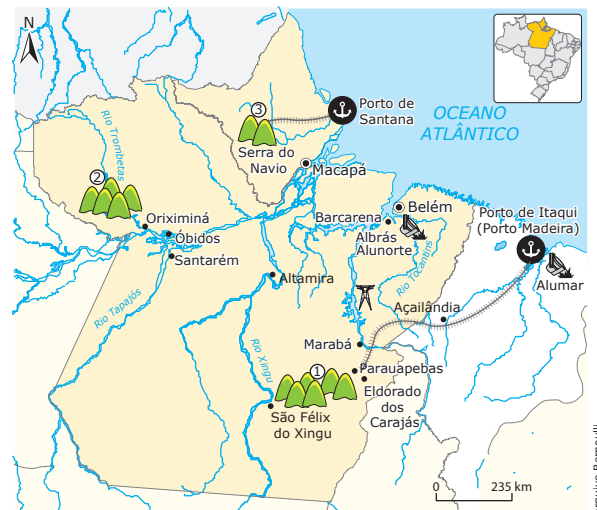 N
③
Porto de
Santana
OCEANO
ATLÂNTICO
Rio Trombetas
Serra do
Navio
Macapá
②
Oriximiná
Óbidos
Santarém
Barcarena
Belém
Albrás
Alunorte
Porto de Itaqui
(Porto Madeira)
Alumar
Rio Tocantins
Altamira
Rio Tapajós
Açailândia
Rio Xingu
Marabá
①
Parauapebas
Eldorado
dos
Carajás
São Félix
do Xingu
0 235 km